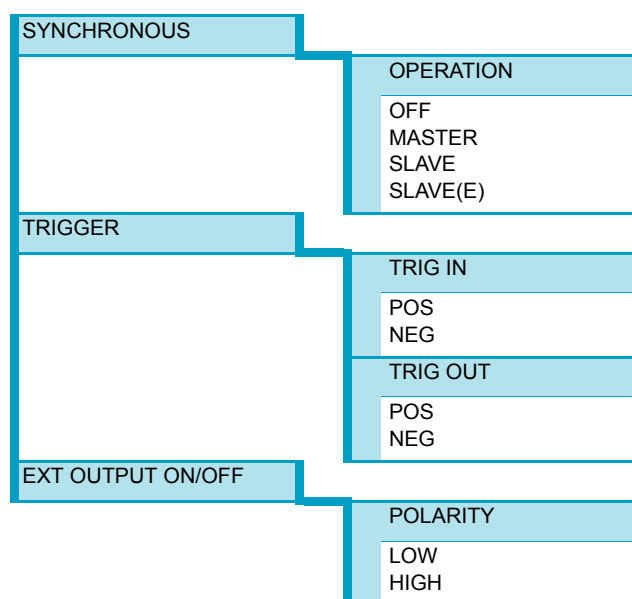 SYNCHRONOUS
OPERATION
OFF
MASTER
SLAVE
SLAVE(E)
TRIGGER
TRIG IN
POS
NEG
TRIG OUT
POS
NEG
EXT OUTPUT ON/OFF
POLARITY
LOW
HIGH